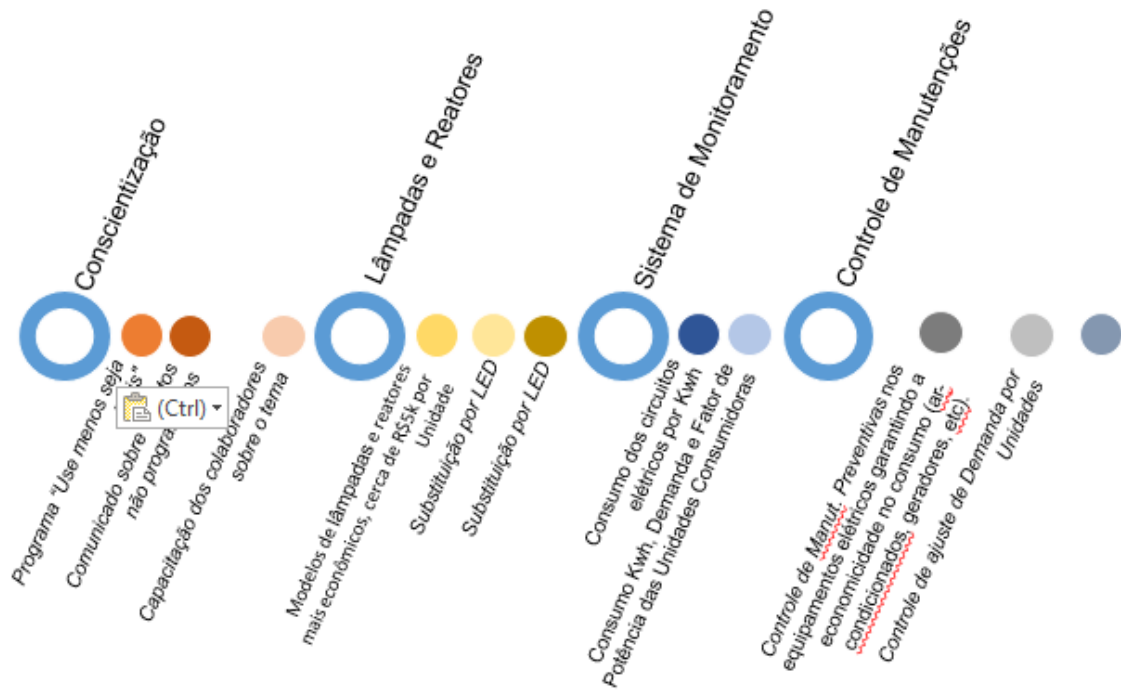 Conscientização
Programa “Use menos seja
Comunicado sobre
não
Capacitação dos colaboradores
sobre o tema
Lâmpadas e Reatores
Modelos de lâmpadas e reatores
mais econômicos, cerca de R$5k por
Unidade
Substituição por LED
Substituição por LED
Sistema de Monitoramento
Consumo dos circuitos
elétricos por Kwh
Consumo Kwh, Demanda e Fator de
Potência das Unidades Consumidoras
Controle de Manutenções
Controle de Manut. Preventivas nos
equipamentos elétricos garantindo a
economicidade no consumo (ar-
condicionados, geradores, etc).
Controle de ajuste de Demanda por
Unidades
(Ctrl)